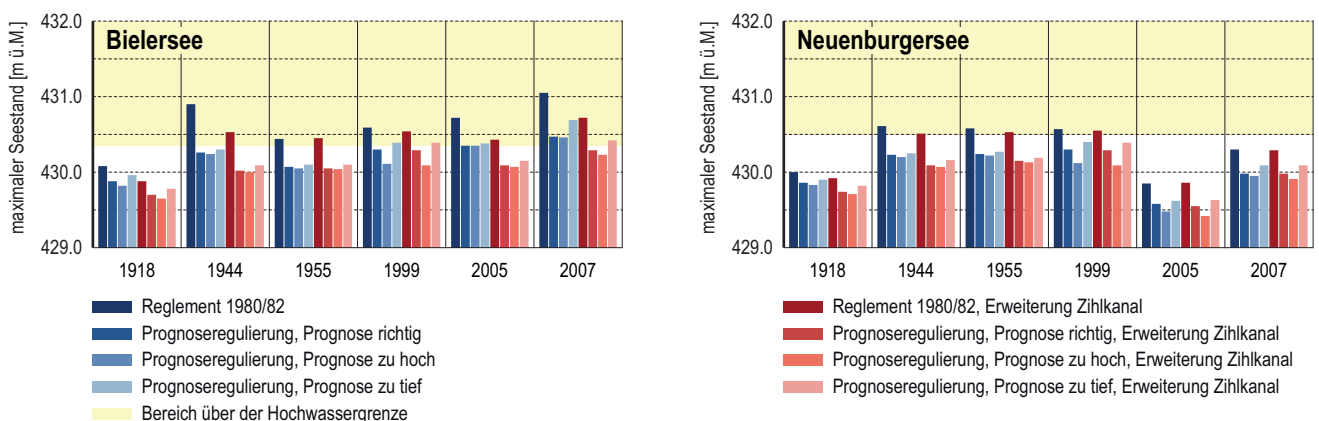 maximaler Seestand [m ü.M.]
432.0
431.0
430.0
429.0
Bielersee
1918 1944 1955 1999 2005 2007
Reglement 1980/82
Prognoseregulierung, Prognose richtig
Prognoseregulierung, Prognose zu hoch
Prognoseregulierung, Prognose zu tief
Bereich über der Hochwassergrenze
maximaler Seestand [m ü.M.]
432.0
431.0
430.0
429.0
Neuenburgersee
1918 1944 1955 1999 2005 2007
Reglement 1980/82, Erweiterung Zihlkanal
Prognoseregulierung, Prognose richtig, Erweiterung Zihlkanal
Prognoseregulierung, Prognose zu hoch, Erweiterung Zihlkanal
Prognoseregulierung, Prognose zu tief, Erweiterung Zihlkanal